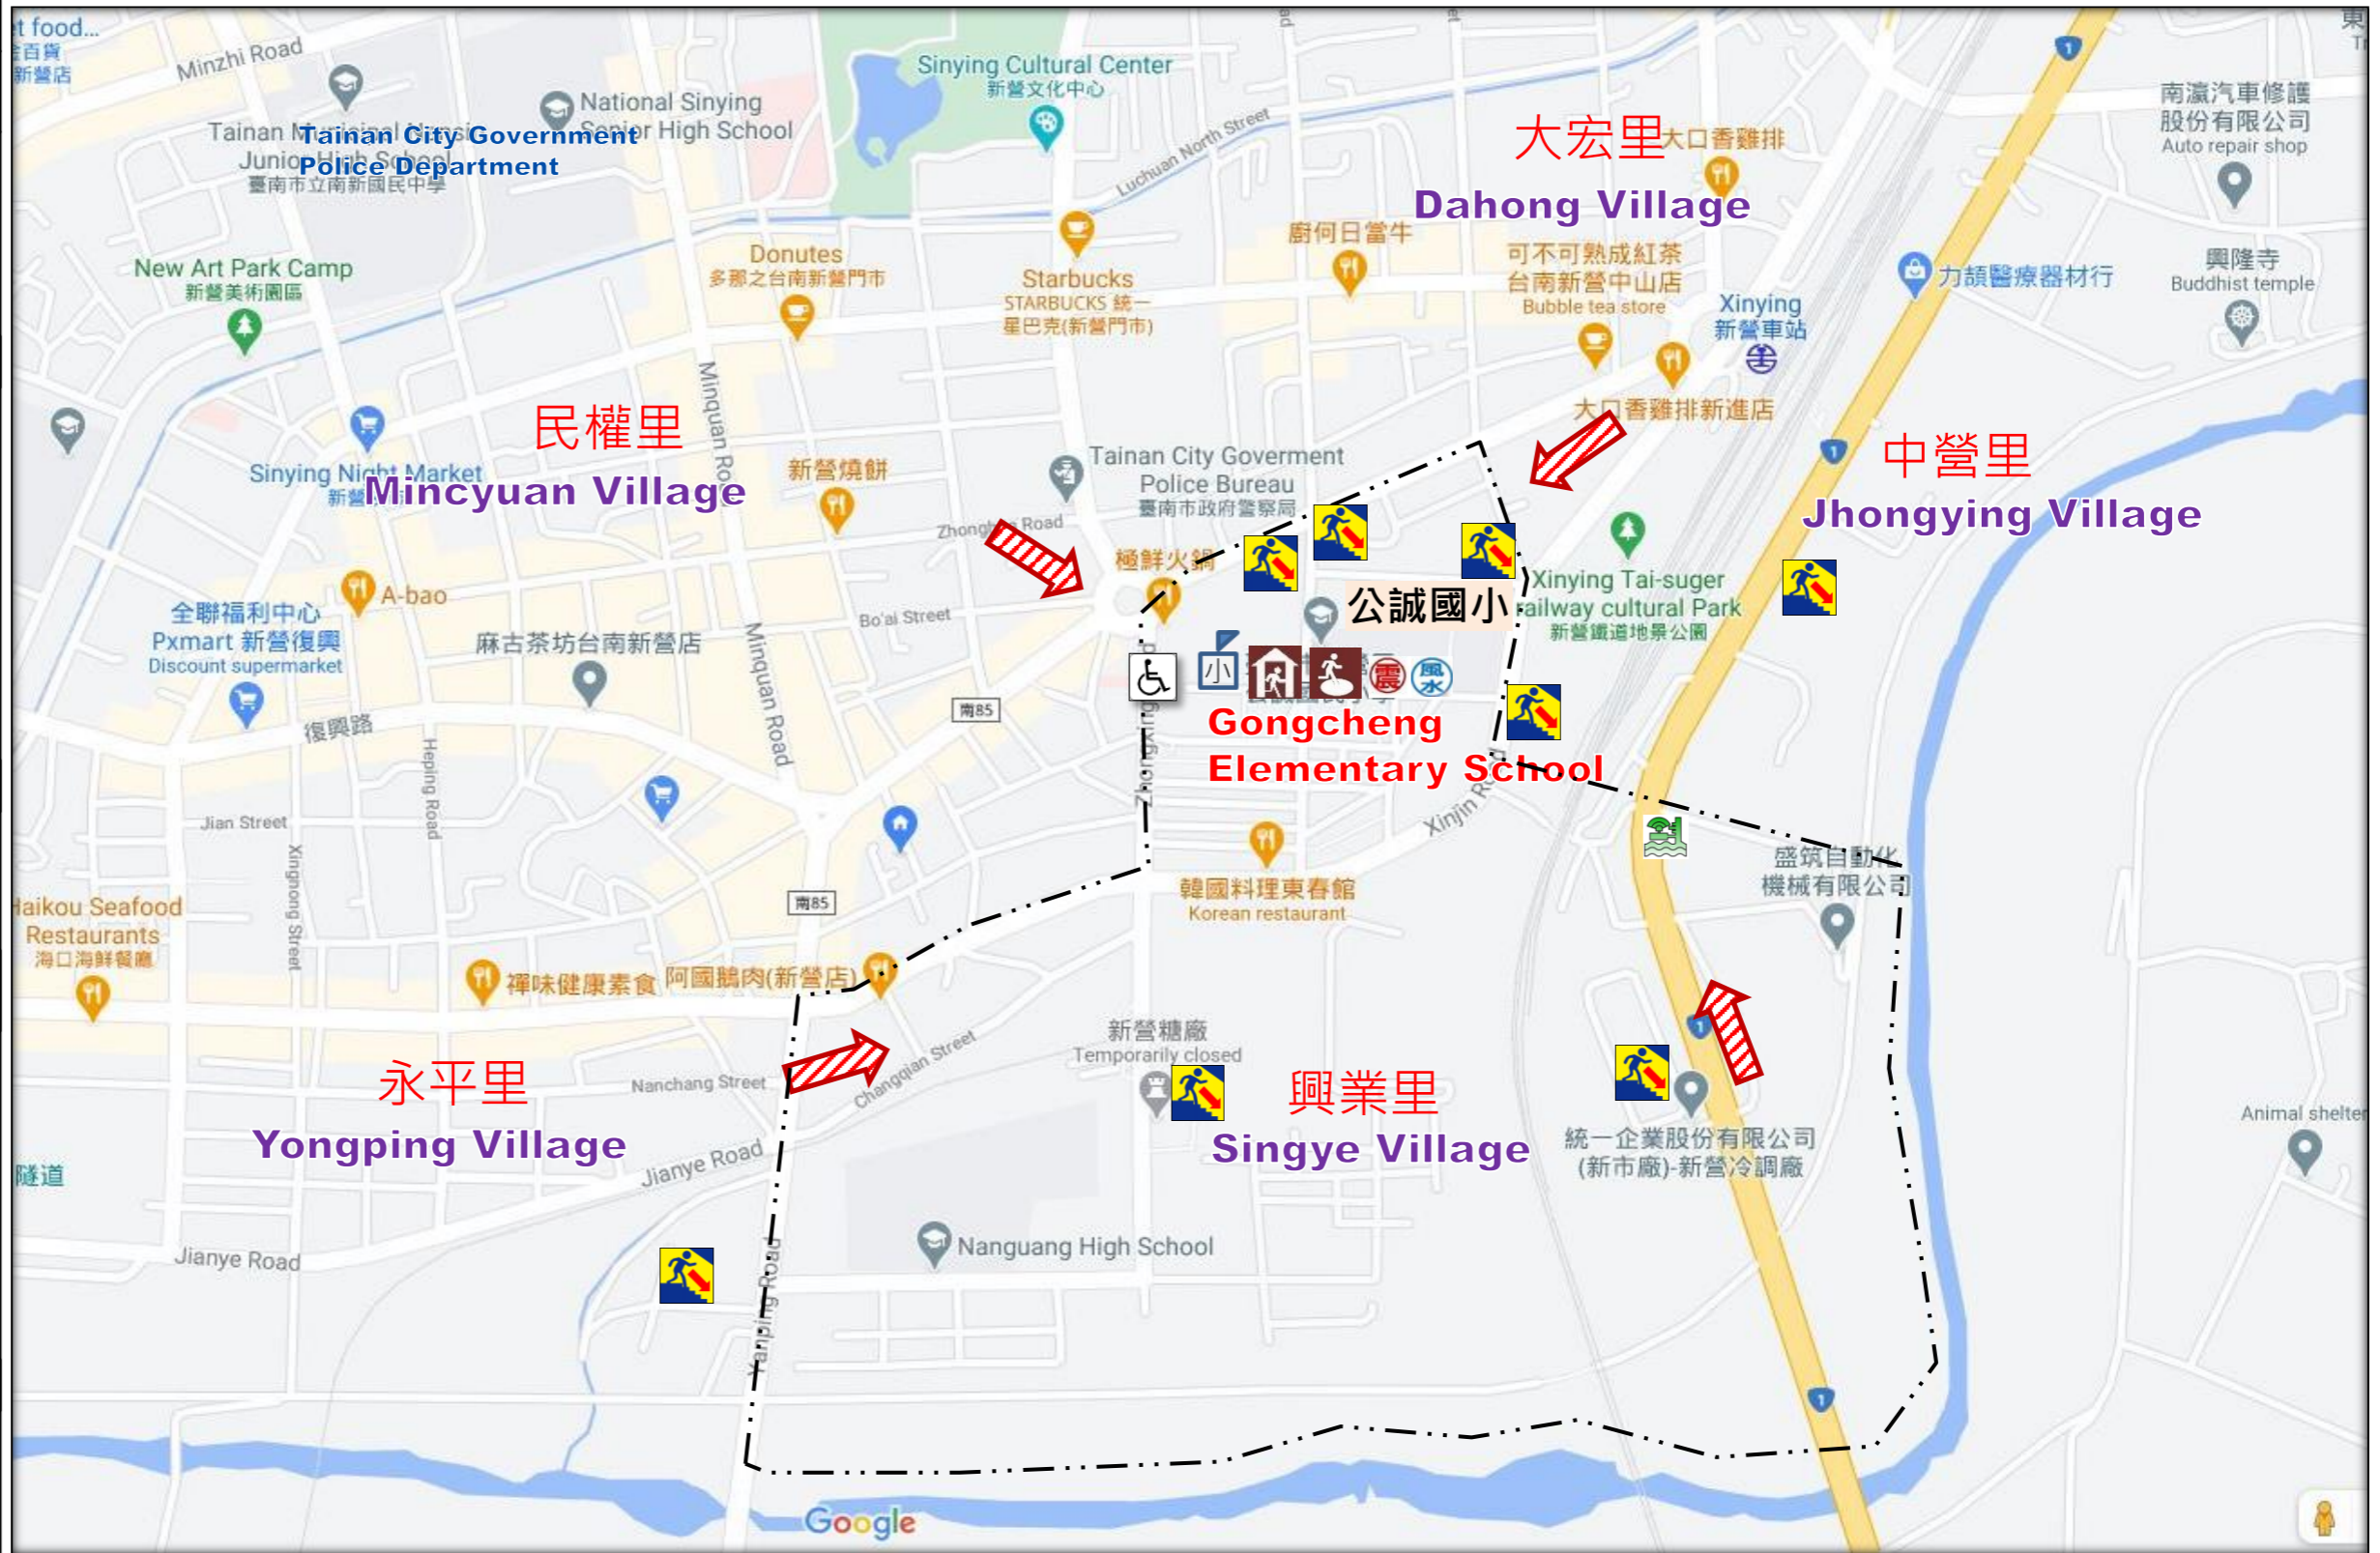 金百貨
新營店
Minzhi Road
National Sinying
Senior High School
Tainan City Government
Police Department
臺南市立南新國民中學
Sinying Cultural Center
新營文化中心
Luchuan North Street
大宏里
大口香雞排
Dahong Village
南瀛汽車修護
股份有限公司
Auto repair shop
New Art Park Camp
新營美術園區
Donutes
多那之台南新營門市
Starbucks
STARBUCKS 統一
星巴克(新營門市)
廚何日當牛
可不可熟成紅茶
台南新營中山店
Bubble tea store
Xinying
新營車站
力頡醫療器材行
興隆寺
Buddhist temple
1
大口香雞排新進店
民權里
Minquan Road
Sinying Night Market
Mincyuan Village
新營燒餅
Tainan City Goverment
Police Bureau
臺南市政府警察局
中營里
Jhongying Village
1
Road
極鮮火鍋
A-bao
Bo'ai Street
公誠國小
Xinying Tai-suger
railway cultural Park
新營鐵道地景公園
全聯福利中心
Pxmart 新營復興
Discount supermarket
麻古茶坊台南新營店
Minquan Road
小
震
風水
南85
Gongcheng
Elementary School
復興路
Heping Road
Jian Street
Xingnong Street
Xinjin Road
盛筑自動化
機械有限公司
南85
韓國料理東春館
Korean restaurant
Haikou Seafood
Restaurants
海口海鮮餐廳
禪味健康素食
阿國鵝肉(新營店)
新營糖廠
Temporarily closed
1
永平里
Yongping Village
Nanchang Street
Changqian Street
興業里
Singye Village
統一企業股份有限公司
(新市廠)-新營冷調廠
Animal shelter
隧道
Jianye Road
Jianye Road
Nanguang High School
Yanping Road
1
Google